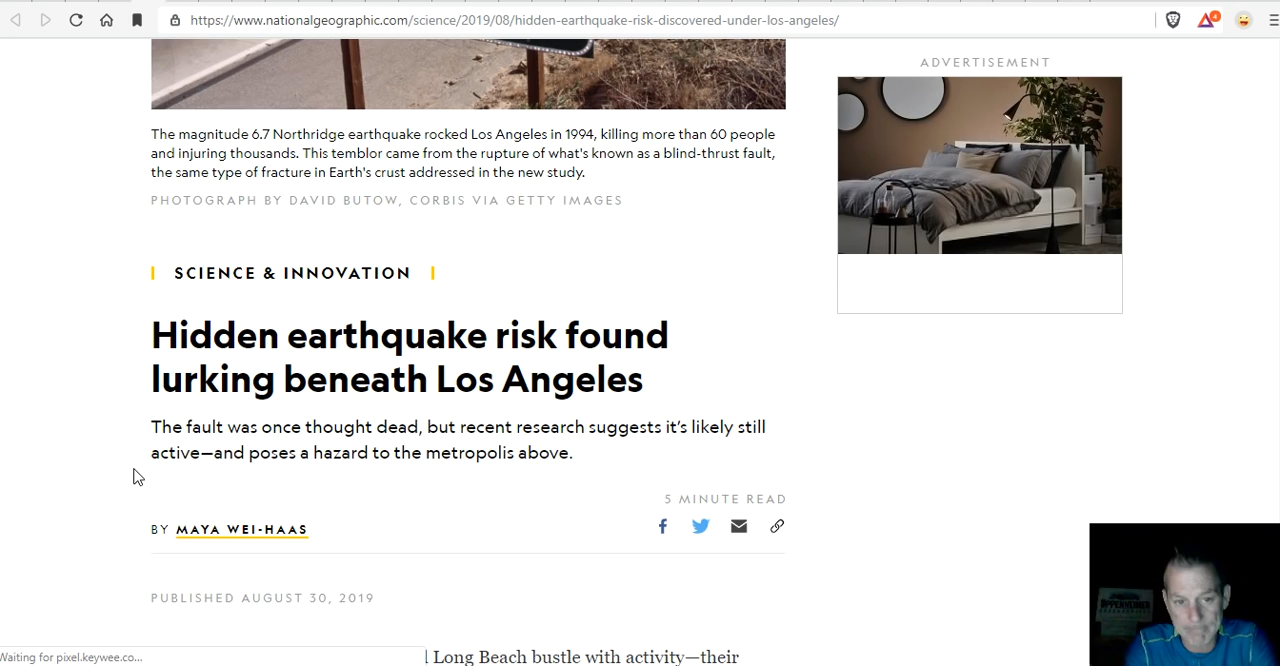 https://www.nationalgeographic.com/science/2019/08/hidden-earthquake-risk-discovered-under-los-angeles/
4
ADVERTISEMENT
The magnitude 6.7 Northridge earthquake rocked Los Angeles in 1994, killing more than 60 people
and injuring thousands. This temblor came from the rupture of what's known as a blind-thrust fault,
the same type of fracture in Earth's crust addressed in the new study.
PHOTOGRAPH BY DAVID BUTOW, CORBIS VIA GETTY IMAGES
SCIENCE & INNOVATION
Hidden earthquake risk found
lurking beneath Los Angeles
The fault was once thought dead, but recent research suggests it’s likely still
active—and poses a hazard to the metropolis above.
5 MINUTE READ
BY MAYA WEI-HAAS
PUBLISHED AUGUST 30, 2019
Long Beach bustle with activity—their
Waiting for pixel.keywee.co...